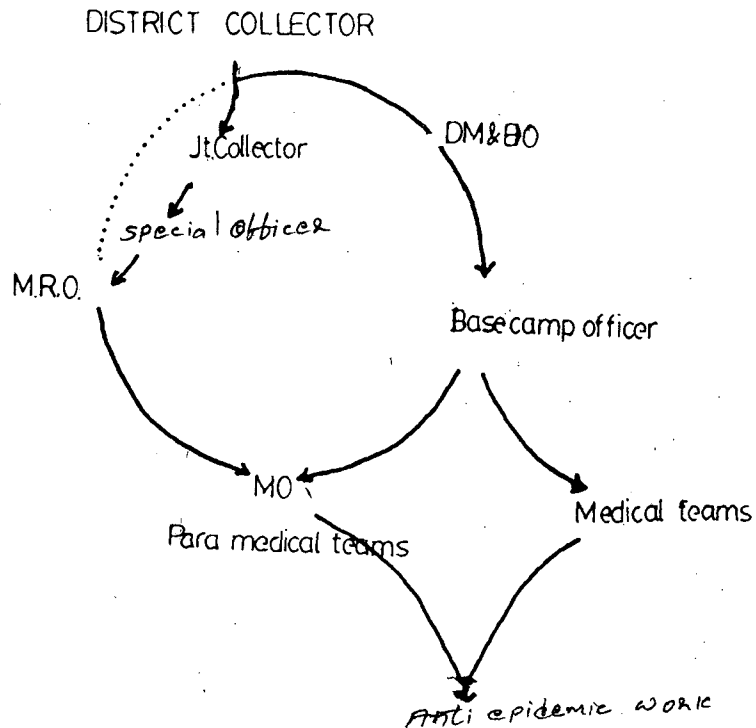 DISTRICT COLLECTOR
Jt.Collector
DM&HO
special officer
M.R.O.
Base camp officer
MO
Medical teams
Para medical teams
Anti epidemic work